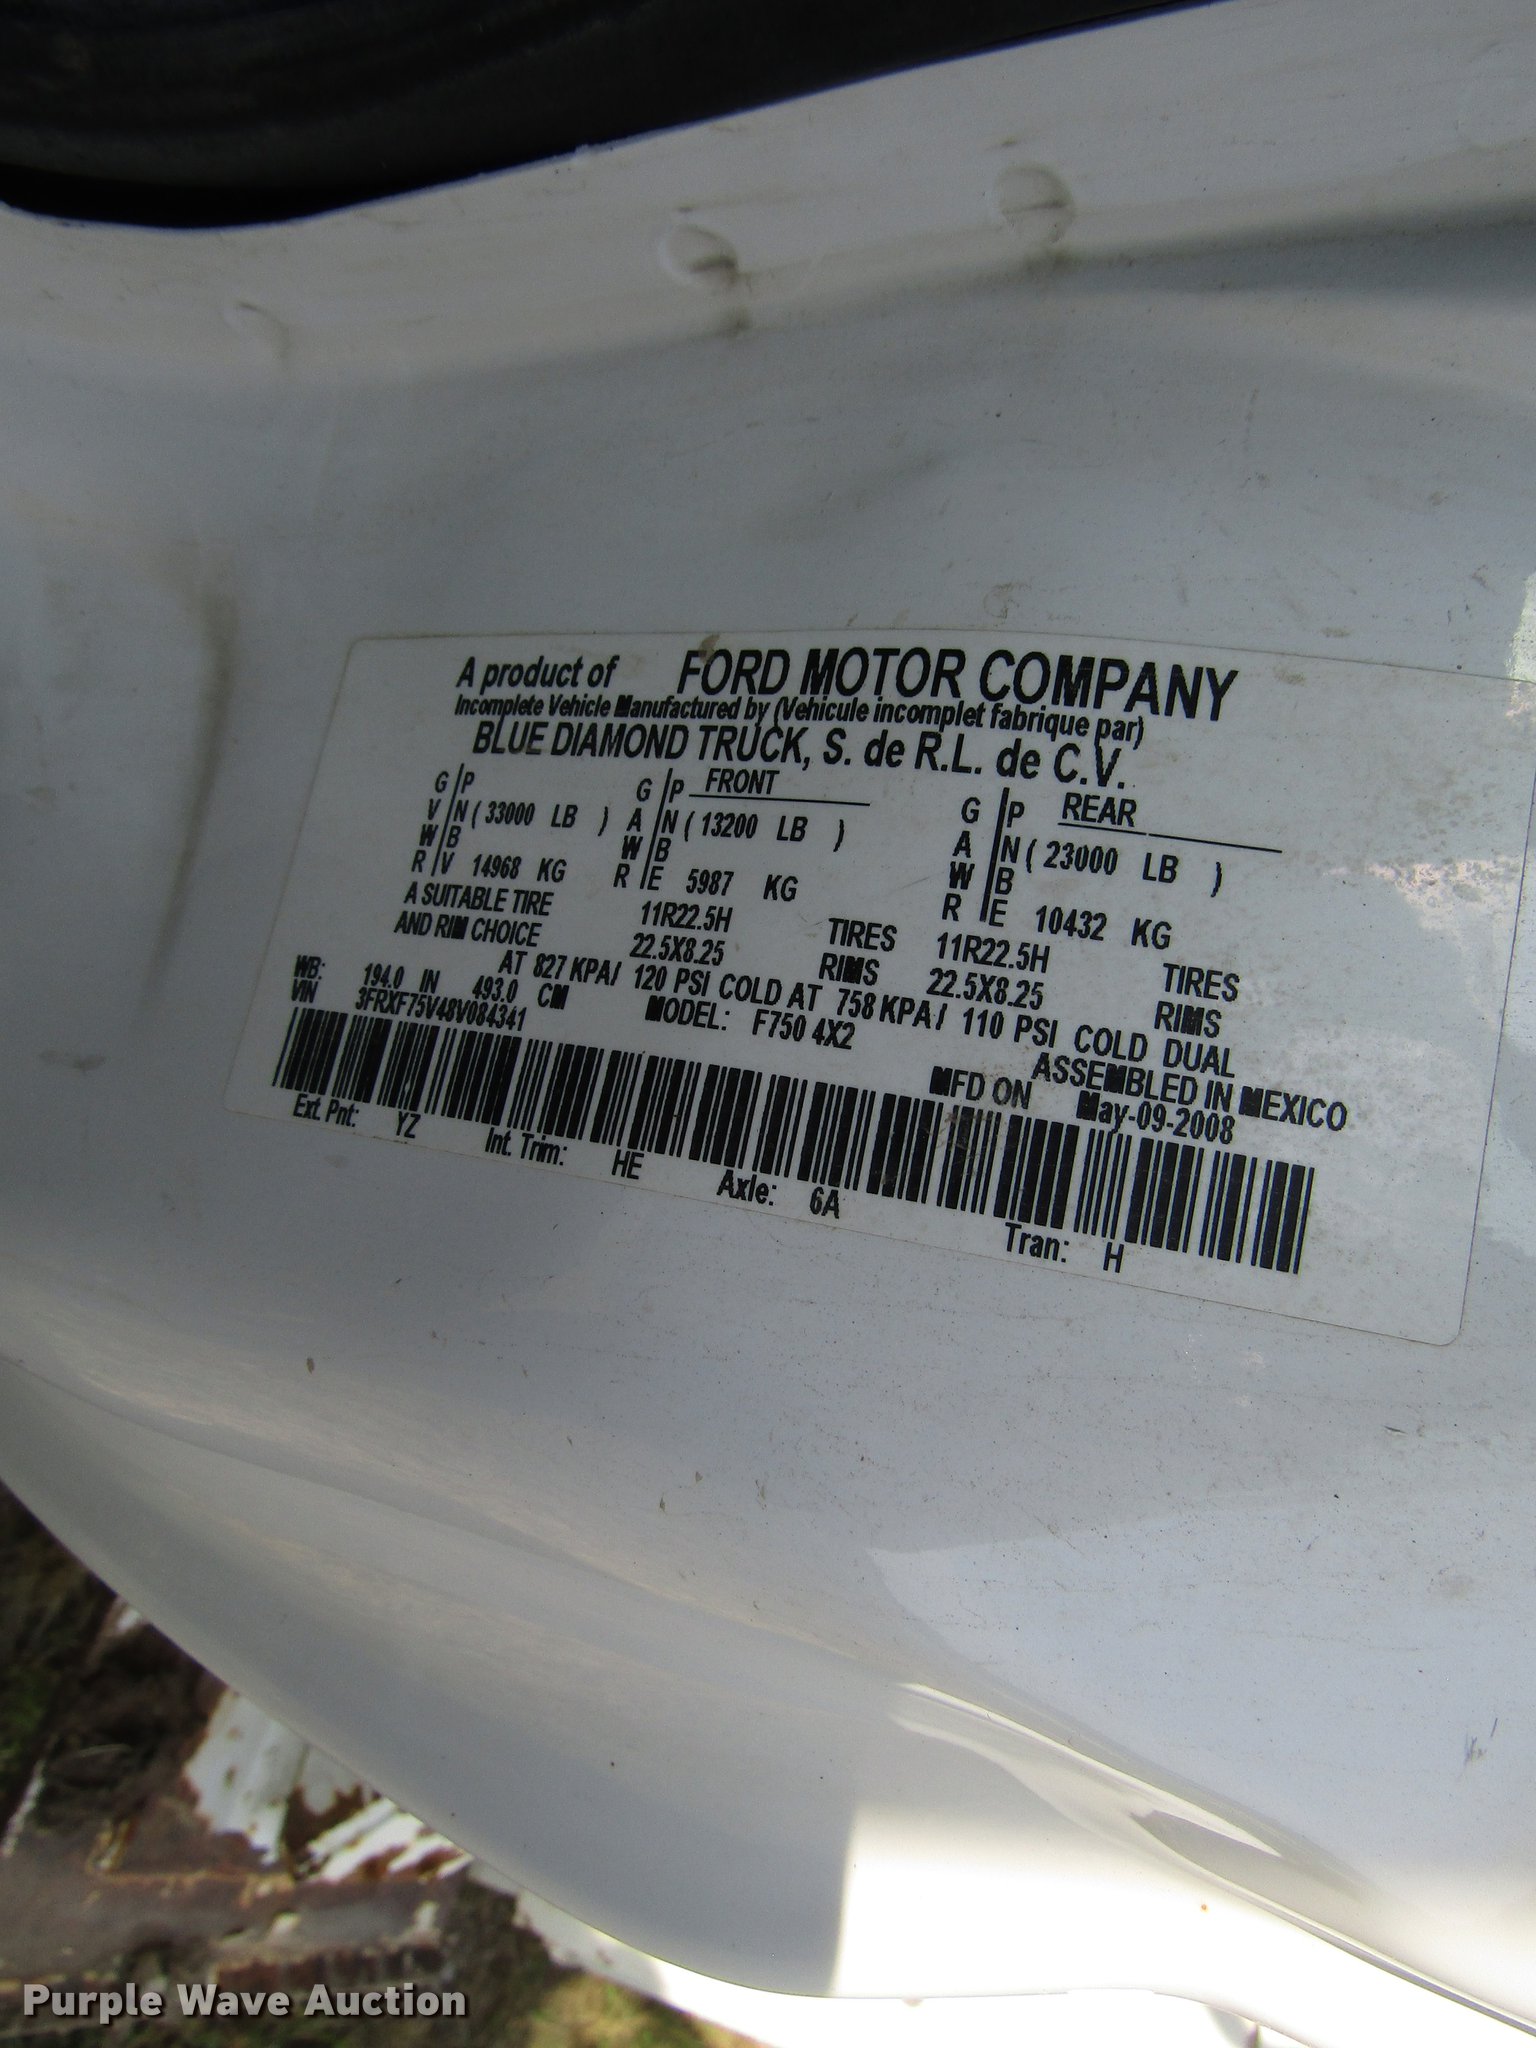 A product of FORD MOTOR COMPANY
Incomplete Vehicle Manufactured by (Vehicule incomplet fabrique par)
BLUE DIAMOND TRUCK, S. de R.L. de C.V.
G P G P FRONT G P REAR
V N ( 33000 LB ) A N ( 13200 LB ) A N ( 23000 LB )
W B W B W B
R V 14968 KG R E 5987 KG R E 10432 KG
A SUITABLE TIRE 11R22.5H TIRES 11R22.5H TIRES
AND RIM CHOICE 22.5X8.25 RIMS 22.5X8.25 RIMS
AT 827 KPA/ 120 PSI COLD AT 758 KPA/ 110 PSI COLD DUAL
WB: 194.0 IN 493.0 CM MODEL: F750 4X2 ASSEMBLED IN MEXICO
VIN 3FRXF75V48V084341 MFD ON May-09-2008
Ext. Pnt: YZ Int. Trim: HE Axle: 6A Tran: H
Purple Wave Auction